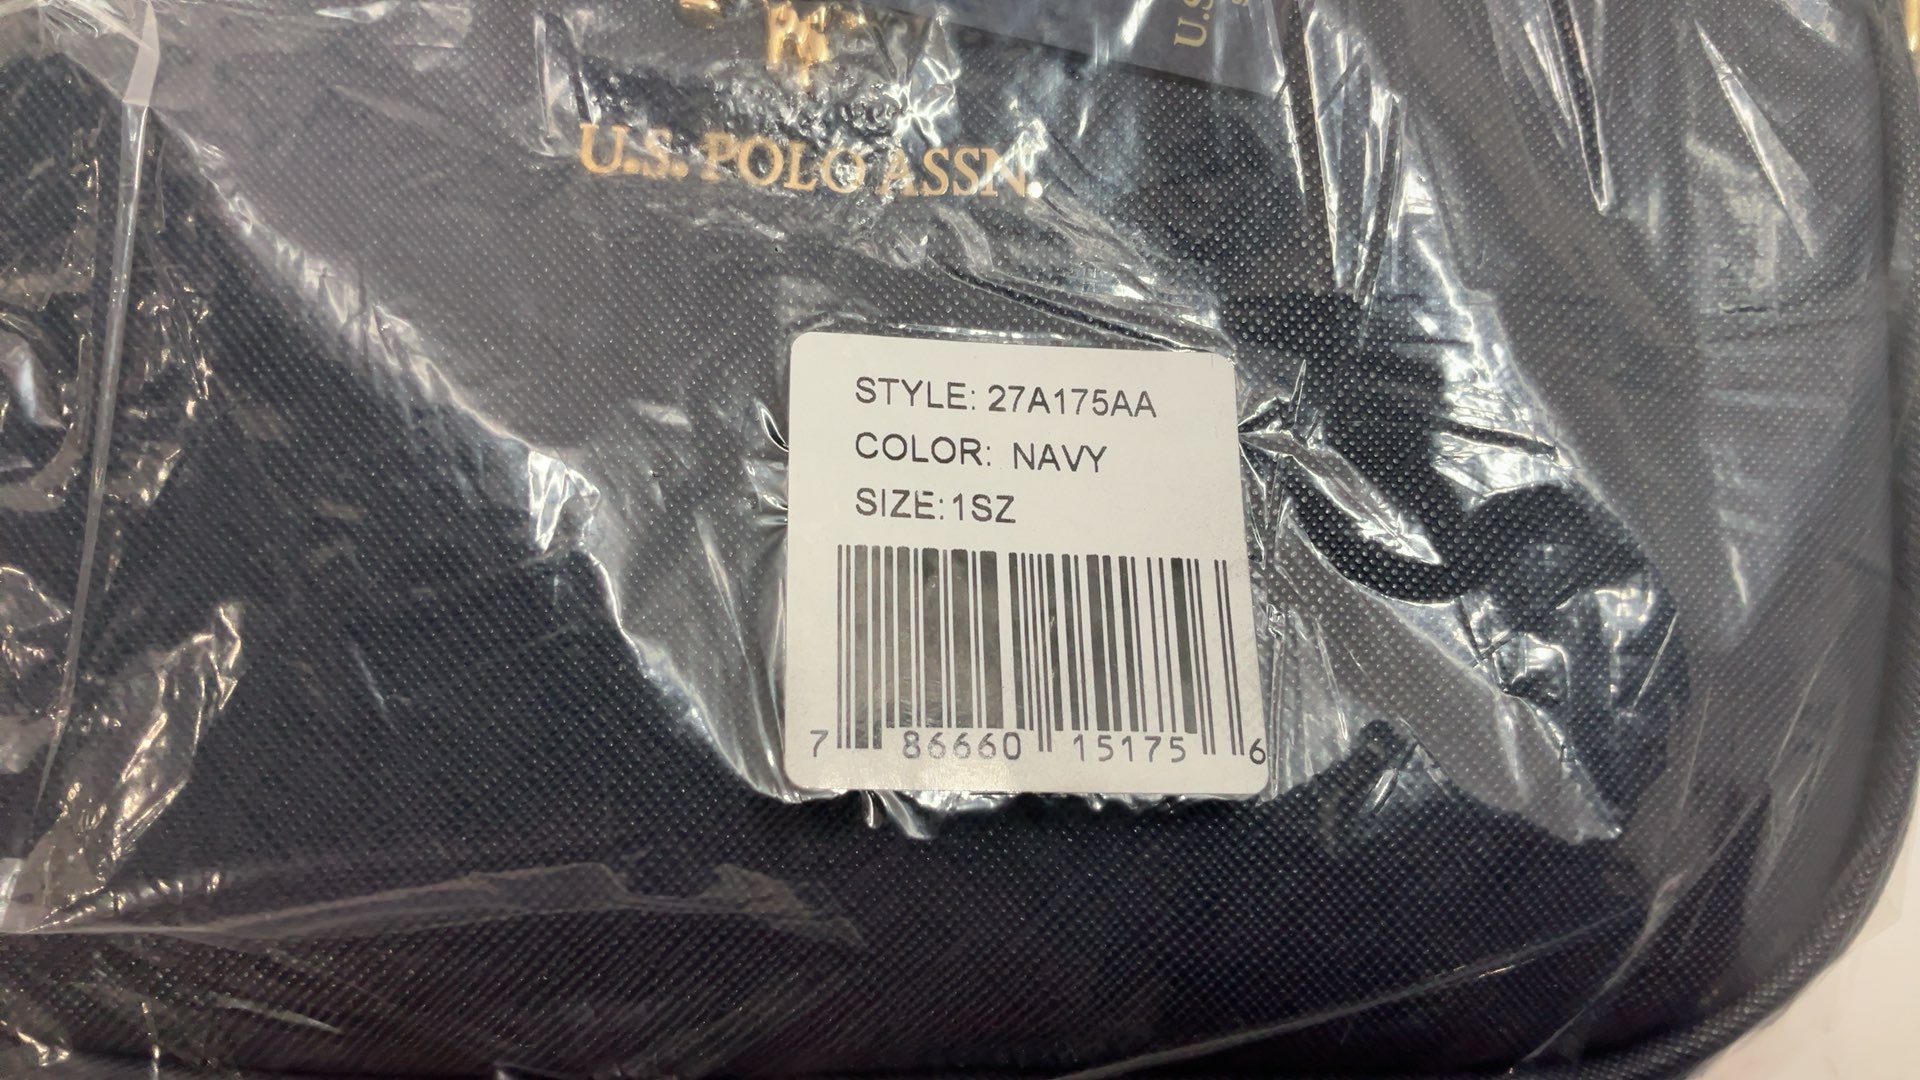 U.S.
U.S. POLO ASSN.
STYLE: 27A175AA
COLOR: NAVY
SIZE: 1SZ
7 86660 15175 6